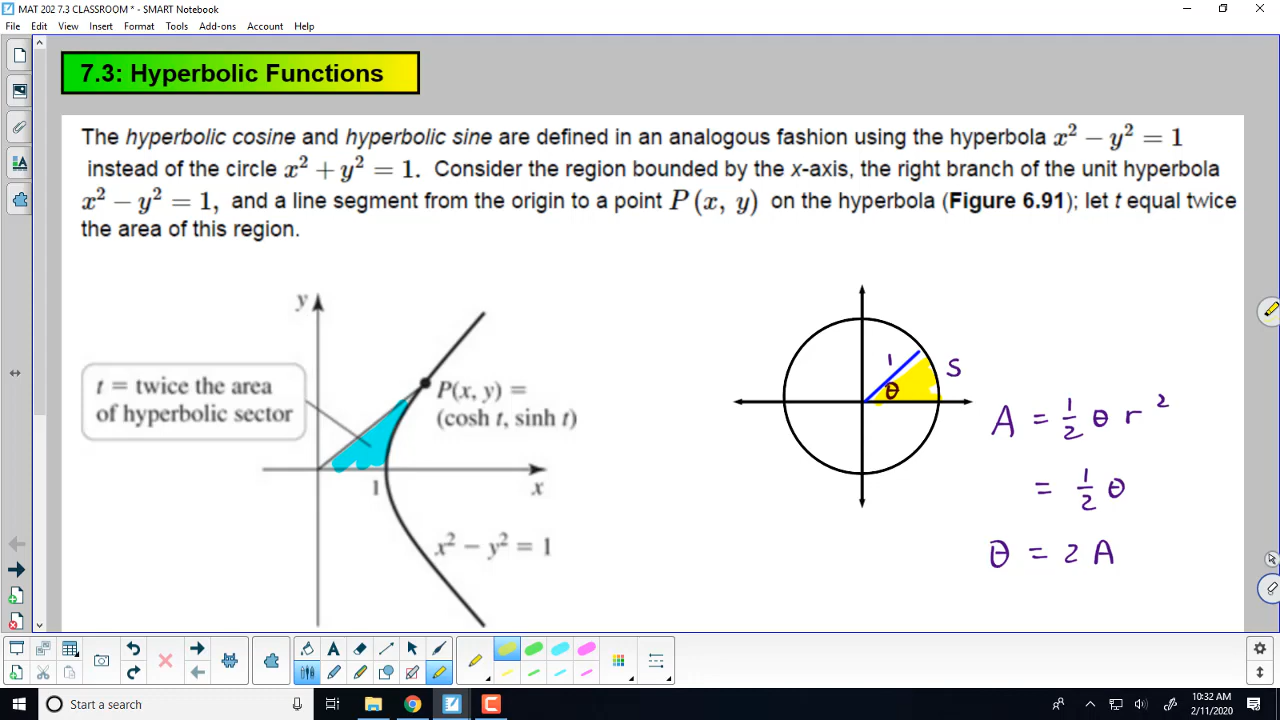 MAT 202 7.3 CLASSROOM * - SMART Notebook
File Edit View Insert Format Tools Add-ons Account Help
7.3: Hyperbolic Functions
The hyperbolic cosine and hyperbolic sine are defined in an analogous fashion using the hyperbola x² − y² = 1
instead of the circle x² + y² = 1. Consider the region bounded by the x-axis, the right branch of the unit hyperbola
x² − y² = 1, and a line segment from the origin to a point P (x, y) on the hyperbola (Figure 6.91); let t equal twice
the area of this region.
y
t = twice the area
of hyperbolic sector
P(x, y) =
(cosh t, sinh t)
1
x
x² − y² = 1
1
θ
S
A = 1/2 θ r²
= 1/2 θ
θ = 2 A
Start a search
10:32 AM
2/11/2020